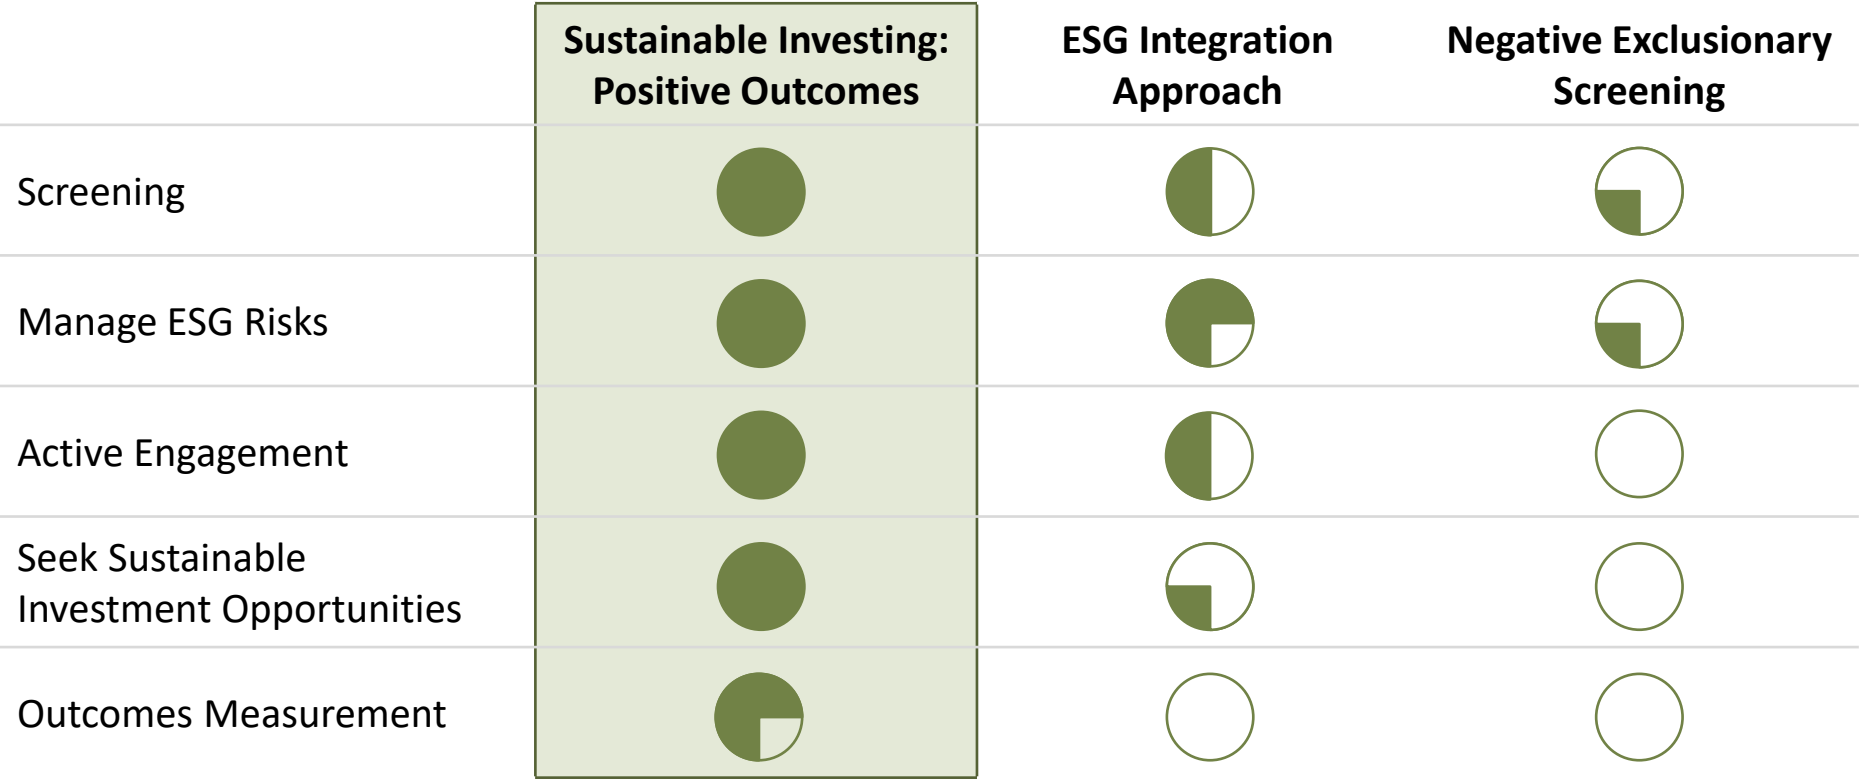 Sustainable Investing:
Positive Outcomes
ESG Integration
Approach
Negative Exclusionary
Screening
Screening
Manage ESG Risks
Active Engagement
Seek Sustainable
Investment Opportunities
Outcomes Measurement